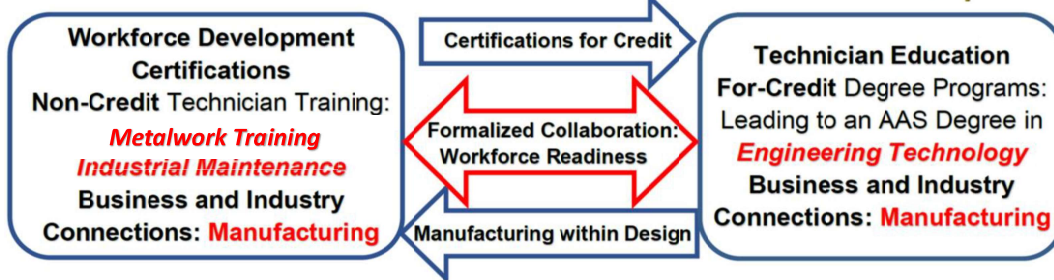 Workforce Development
Certifications
Non-Credit Technician Training:
Metalwork Training
Industrial Maintenance
Business and Industry
Connections: Manufacturing
Certifications for Credit
Formalized Collaboration:
Workforce Readiness
Manufacturing within Design
Technician Education
For-Credit Degree Programs:
Leading to an AAS Degree in
Engineering Technology
Business and Industry
Connections: Manufacturing